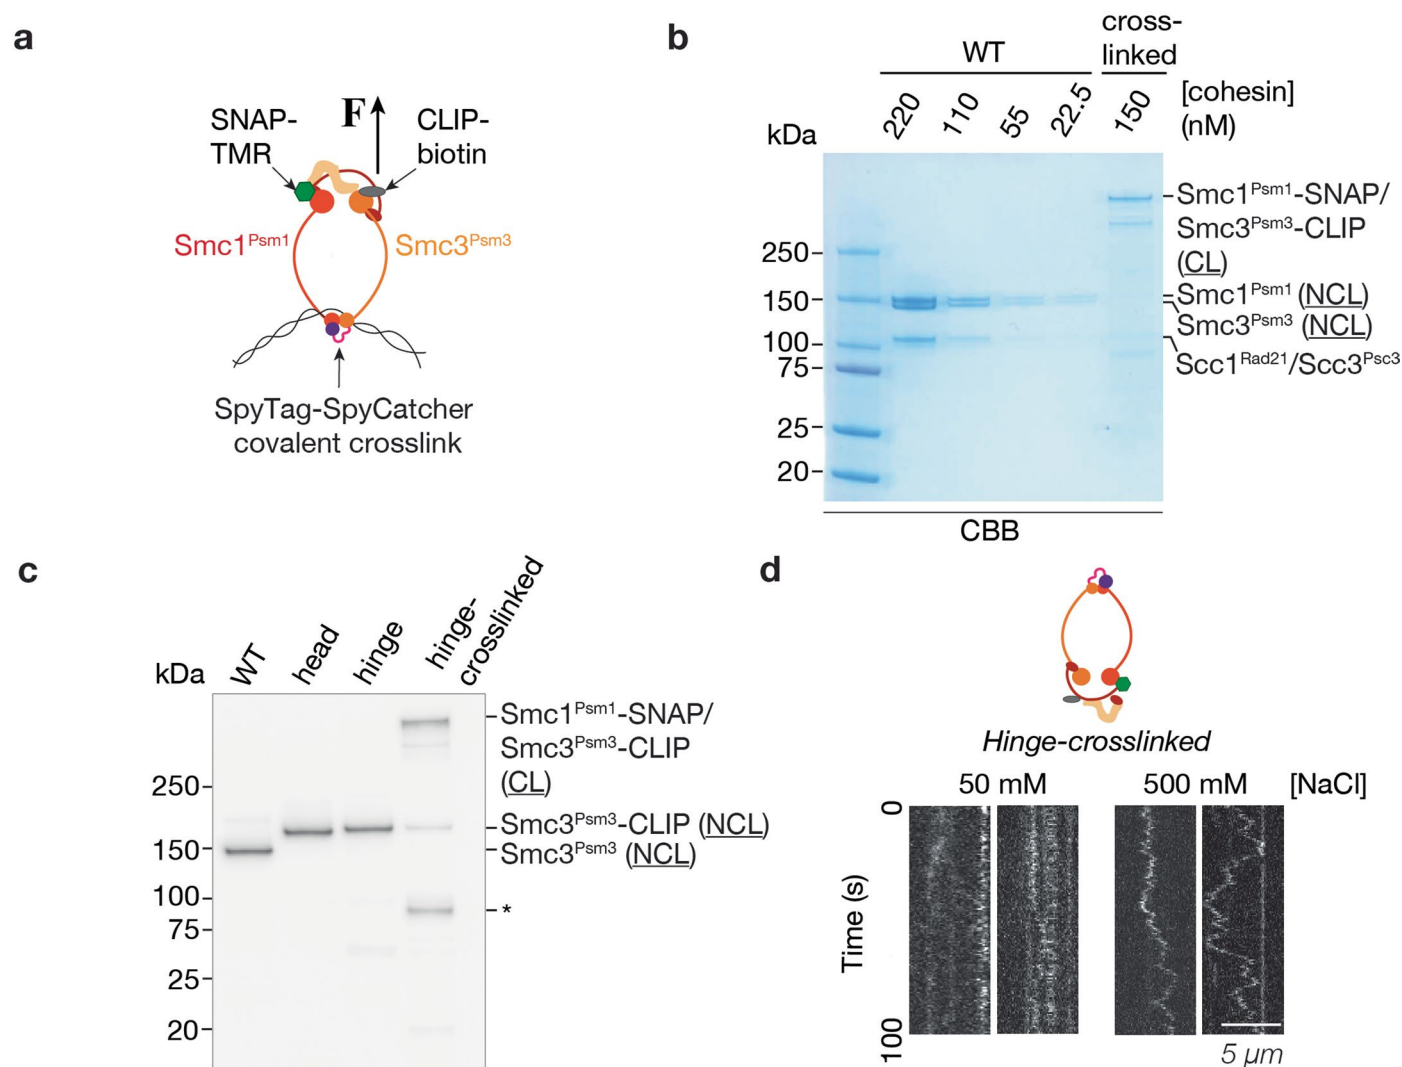 a
SNAP-
TMR
F
CLIP-
biotin
Smc1Psm1
Smc3Psm3
SpyTag-SpyCatcher
covalent crosslink
b
WT
cross-
linked
220
110
55
22.5
150
[cohesin]
(nM)
kDa
250
150
100
75
25
20
Smc1Psm1-SNAP/
Smc3Psm3-CLIP
(CL)
Smc1Psm1 (NCL)
Smc3Psm3 (NCL)
Scc1Rad21/Scc3Psc3
CBB
c
kDa
WT
head
hinge
hinge-
crosslinked
250
150
100
75
25
20
Smc1Psm1-SNAP/
Smc3Psm3-CLIP
(CL)
Smc3Psm3-CLIP (NCL)
Smc3Psm3 (NCL)
*
d
Hinge-crosslinked
50 mM
500 mM
[NaCl]
0
Time (s)
100
5 µm